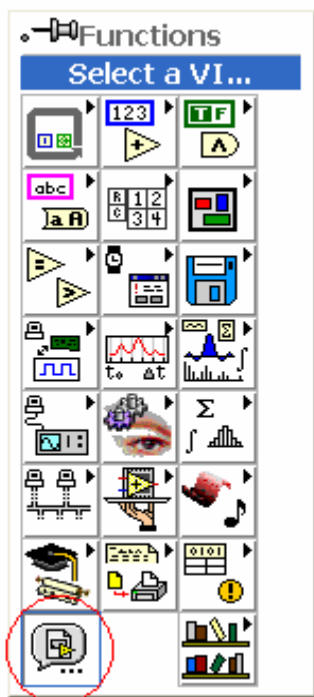 Functions
Select a VI...
123
TF
abc
a A
R 1 2
C 3 4
t₀ Δt
Σ
Σ
0101
...